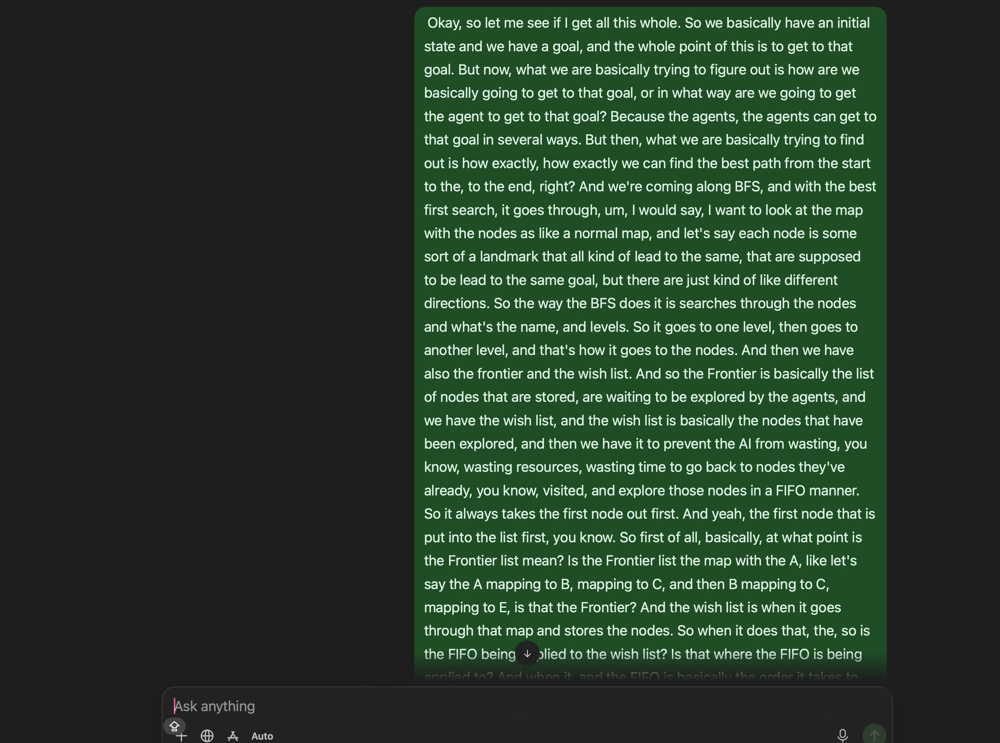 Okay, so let me see if I get all this whole. So we basically have an initial
state and we have a goal, and the whole point of this is to get to that
goal. But now, what we are basically trying to figure out is how are we
basically going to get to that goal, or in what way are we going to get
the agent to get to that goal? Because the agents, the agents can get to
that goal in several ways. But then, what we are basically trying to find
out is how exactly, how exactly we can find the best path from the start
to the, to the end, right? And we're coming along BFS, and with the best
first search, it goes through, um, I would say, I want to look at the map
with the nodes as like a normal map, and let's say each node is some
sort of a landmark that all kind of lead to the same, that are supposed
to be lead to the same goal, but there are just kind of like different
directions. So the way the BFS does it is searches through the nodes
and what's the name, and levels. So it goes to one level, then goes to
another level, and that's how it goes to the nodes. And then we have
also the frontier and the wish list. And so the Frontier is basically the list
of nodes that are stored, are waiting to be explored by the agents, and
we have the wish list, and the wish list is basically the nodes that have
been explored, and then we have it to prevent the AI from wasting, you
know, wasting resources, wasting time to go back to nodes they've
already, you know, visited, and explore those nodes in a FIFO manner.
So it always takes the first node out first. And yeah, the first node that is
put into the list first, you know. So first of all, basically, at what point is
the Frontier list mean? Is the Frontier list the map with the A, like let's
say the A mapping to B, mapping to C, and then B mapping to C,
mapping to E, is that the Frontier? And the wish list is when it goes
through that map and stores the nodes. So when it does that, the, so is
the FIFO being plied to the wish list? Is that where the FIFO is being
applied to? And when it, and the FIFO is basically the order it takes to
Ask anything
Auto